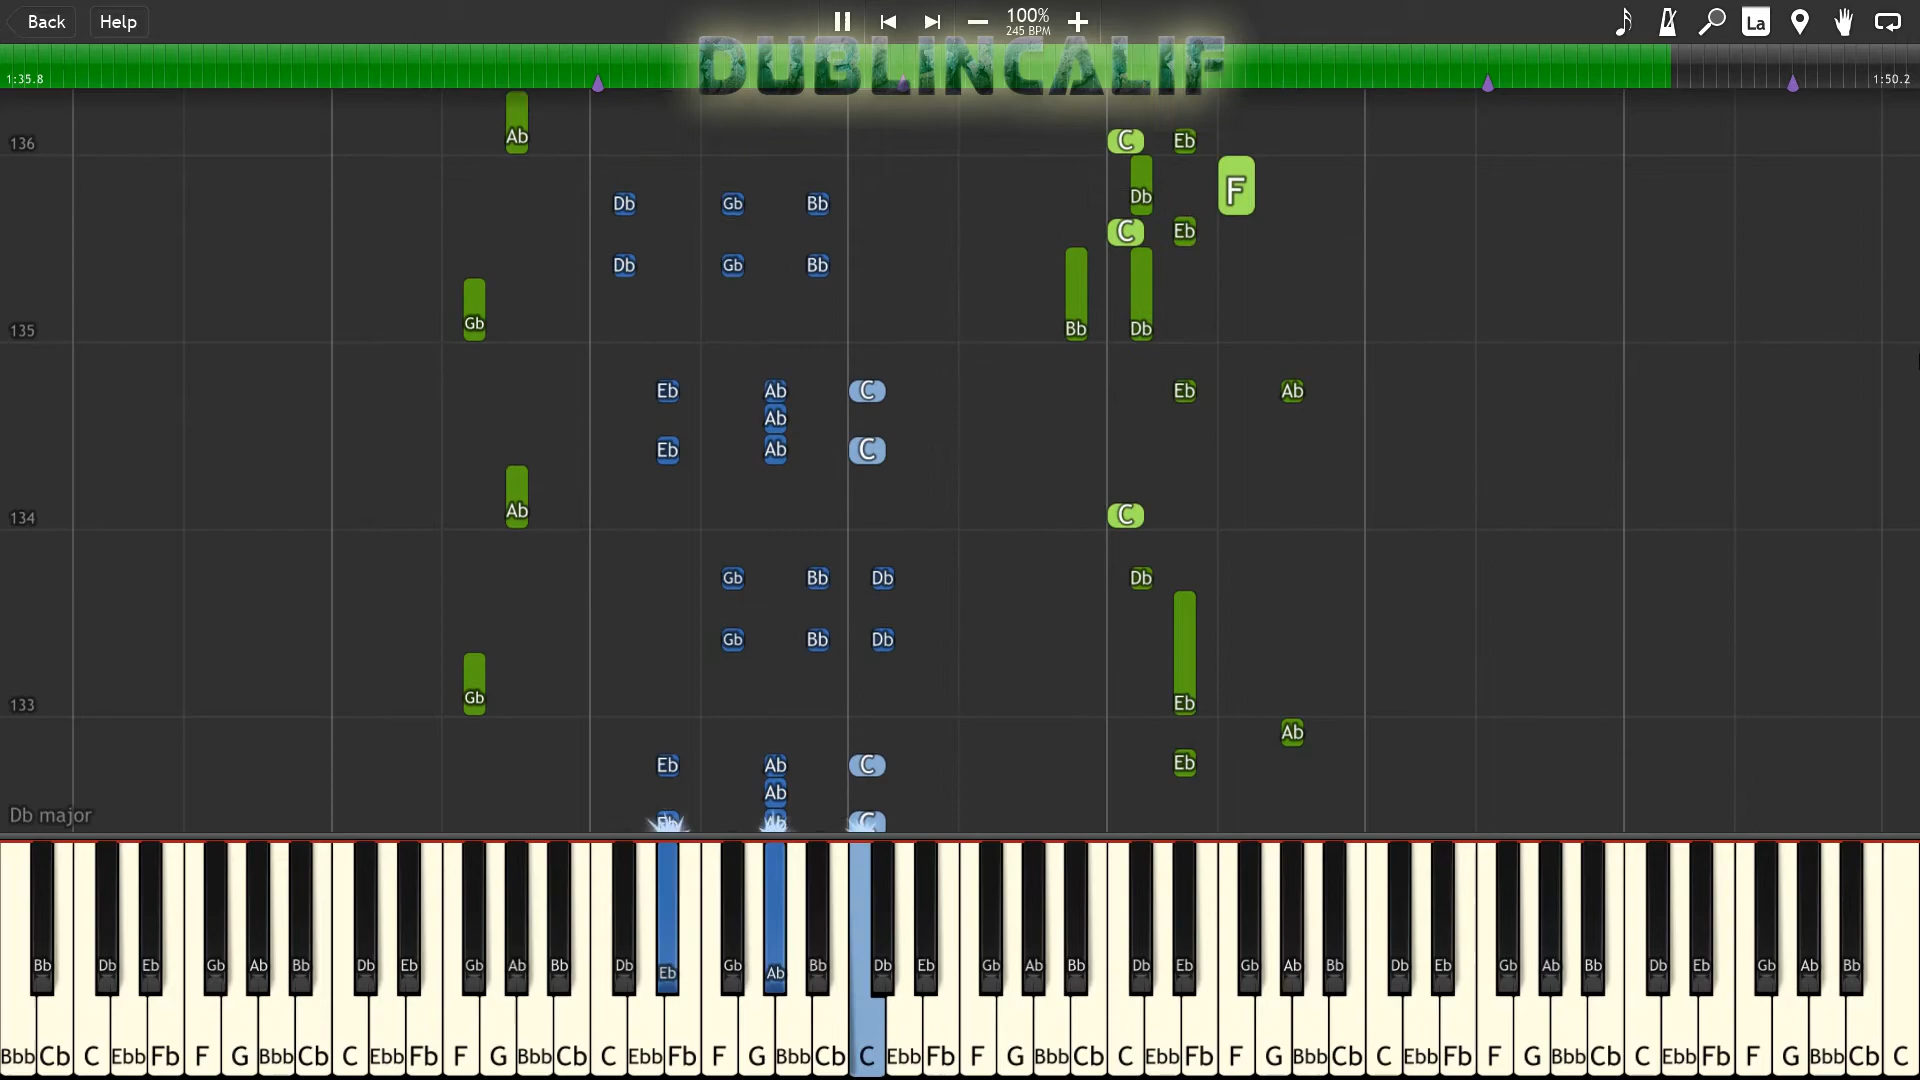 Back Help 100%
245 BPM La
DUBLINCALIF
1:35.8 1:50.2
Ab C Eb
136
Db Gb Bb Db F
C Eb
Db Gb Bb
Gb Bb Db
135
Eb Ab C Eb Ab
Ab
Eb Ab C
Ab C
134
Gb Bb Db Db
Gb Bb Db
Gb Eb
133
Ab
Eb Ab C Eb
Ab
Db major Eb Ab C
Bb Db Eb Gb Ab Bb Db Eb Gb Ab Bb Db Eb Gb Ab Bb Db Eb Gb Ab Bb Db Eb Gb Ab Bb Db Eb Gb Ab Bb Db Eb Gb Ab Bb
Bbb Cb C Ebb Fb F G Bbb Cb C Ebb Fb F G Bbb Cb C Ebb Fb F G Bbb Cb C Ebb Fb F G Bbb Cb C Ebb Fb F G Bbb Cb C Ebb Fb F G Bbb Cb C Ebb Fb F G Bbb Cb C